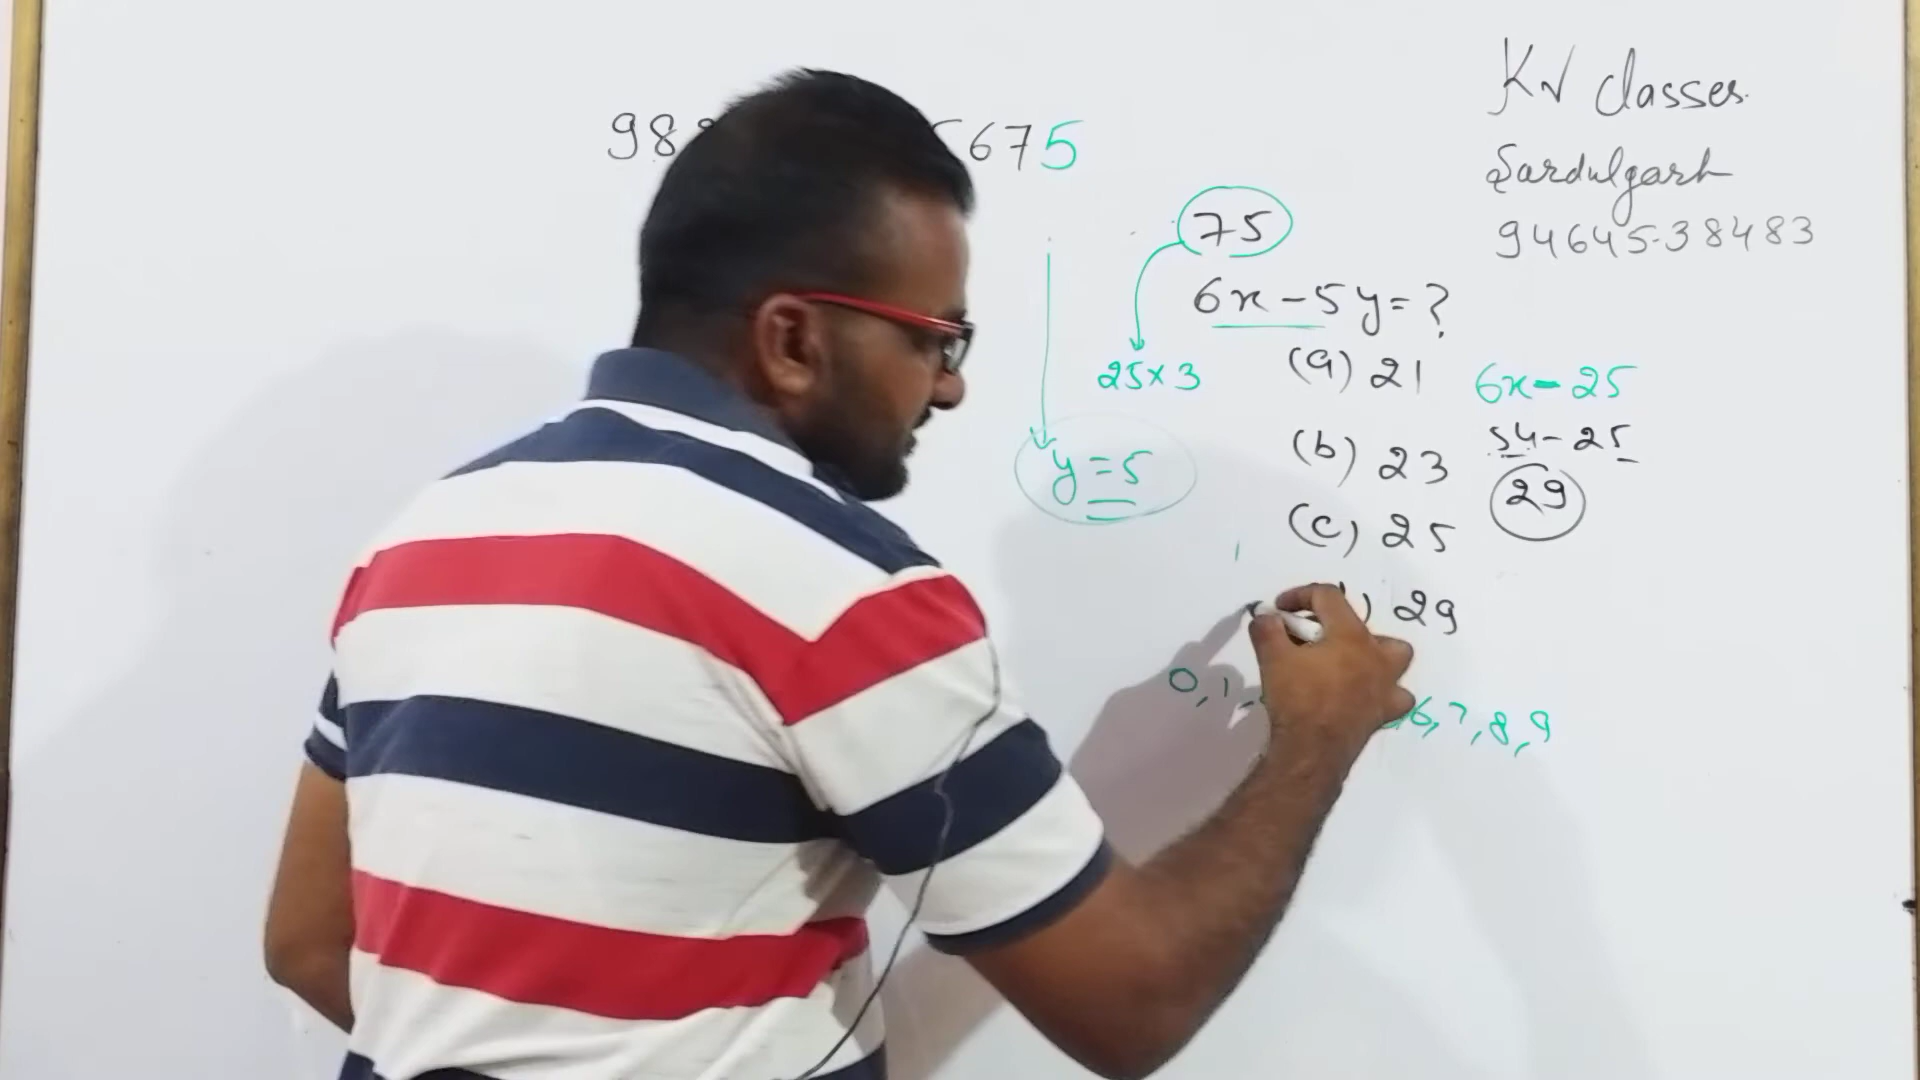 KV classes.
Sardulgarh
94645-38483
98 675
75
6x-5y=?
25×3
(a) 21
6x-25
(b) 23
54-25
y=5
29
(c) 25
) 29
0, 1,
6, 7, 8, 9